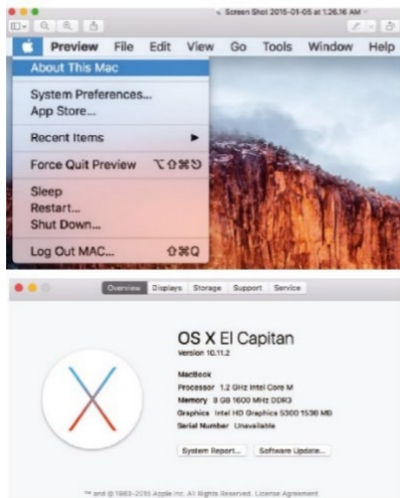 Screen Shot 2015-01-05 at 1.26.16 AM
Preview File Edit View Go Tools Window Help
About This Mac
System Preferences...
App Store...
Recent Items
Force Quit Preview ⌥⇧⌘⎋
Sleep
Restart...
Shut Down...
Log Out MAC... ⇧⌘Q
Overview Displays Storage Support Service
OS X El Capitan
Version 10.11.2
MacBook
Processor 1.2 GHz Intel Core M
Memory 8 GB 1600 MHz DDR3
Graphics Intel HD Graphics 5300 1536 MB
Serial Number Unavailable
System Report... Software Update...
™ and © 1983-2015 Apple Inc. All Rights Reserved. License Agreement